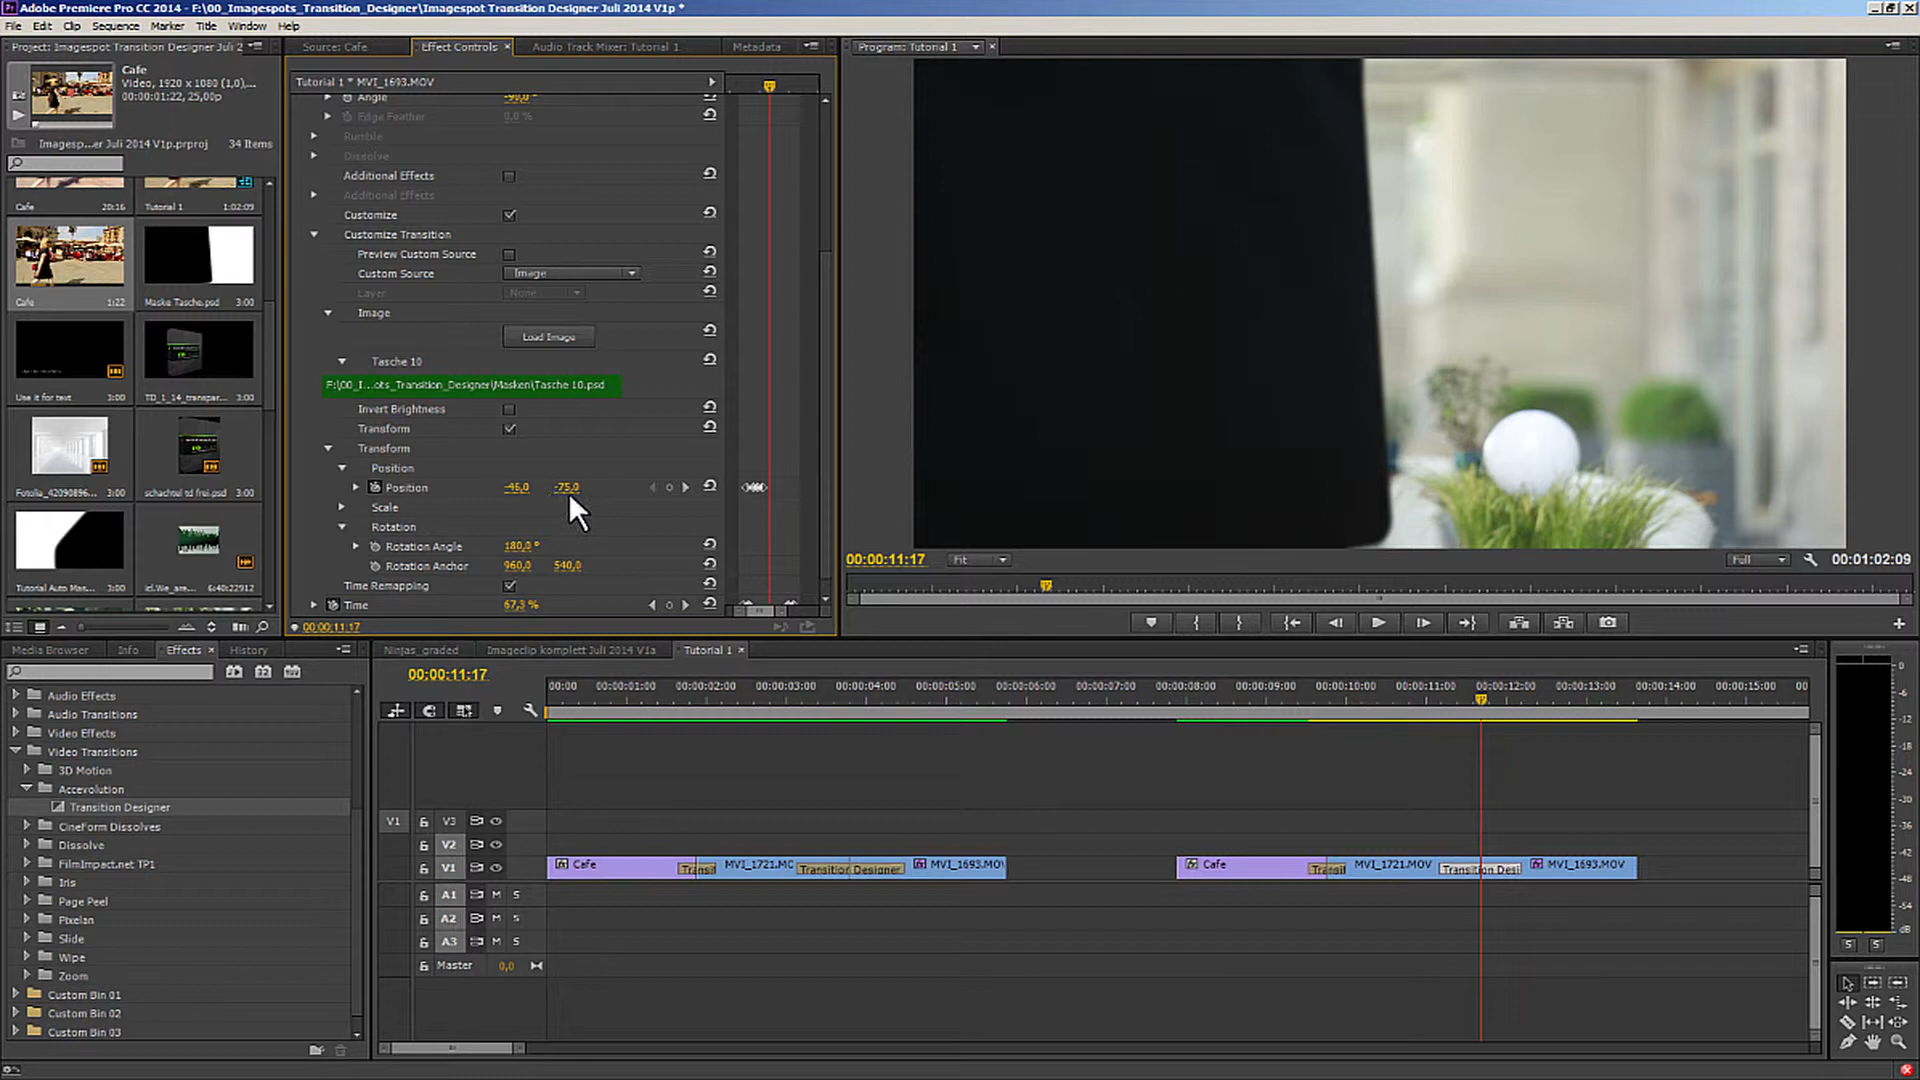 Adobe Premiere Pro CC 2014 - F:\00_Imagespots_Transition_Designer\Imagespot Transition Designer Juli 2014 V1p *
File Edit Clip Sequence Marker Title Window Help
Project: Imagespot Transition Designer Juli 2
Cafe
Video, 1920 x 1080 (1,0),...
00:00:01:22, 25,00p
Imagesp...er Juli 2014 V1p.prproj 34 Items
Cafe 20:16
Tutorial 1 1:02:09
Cafe 1:22
Maske Tasche.psd 3:00
Use it for text 3:00
TD_1_14_transpar... 3:00
Fotolia_42090896... 3:00
schachtel td frei.psd 3:00
Tutorial Auto Mas... 3:00
Source: Cafe Effect Controls × Audio Track Mixer: Tutorial 1 Metadata
Tutorial 1 * MVI_1693.MOV
Angle -90,0 °
Edge Feather 0,0 %
Rumble
Dissolve
Additional Effects
Additional Effects
Customize
Customize Transition
Preview Custom Source
Custom Source Image
Layer None
Image
Load Image
Tasche 10
F:\00_I...ots_Transition_Designer\Masken\Tasche 10.psd
Invert Brightness
Transform
Transform
Position
Position -46,0 -75,0
Scale
Rotation
Rotation Angle 180,0 °
Rotation Anchor 960,0 540,0
Time Remapping
Time 67,3 %
00:00:11:17
Program: Tutorial 1 ×
00:00:11:17 Fit Full 00:01:02:09
Media Browser Info Effects × History
Audio Effects
Audio Transitions
Video Effects
Video Transitions
3D Motion
Accevolution
Transition Designer
CineForm Dissolves
Dissolve
FilmImpact.net TP1
Iris
Page Peel
Pixelan
Slide
Wipe
Zoom
Custom Bin 01
Custom Bin 02
Custom Bin 03
Ninjas_graded Imageclip komplett Juli 2014 V1a Tutorial 1 ×
00:00:11:17
00:00 00:00:01:00 00:00:02:00 00:00:03:00 00:00:04:00 00:00:05:00 00:00:06:00 00:00:07:00 00:00:08:00 00:00:09:00 00:00:10:00 00:00:11:00 00:00:12:00 00:00:13:00 00:00:14:00 00:00:15:00 00
V1 V3
V2
V1 Cafe Transi MVI_1721.MC Transition Designer MVI_1693.MOV Cafe Transi MVI_1721.MOV Transition Desi MVI_1693.MOV
A1 M S
A2 M S
A3 M S
Master 0,0
0
-6
-12
-18
-24
-30
-36
-42
-48
-54
dB
S S